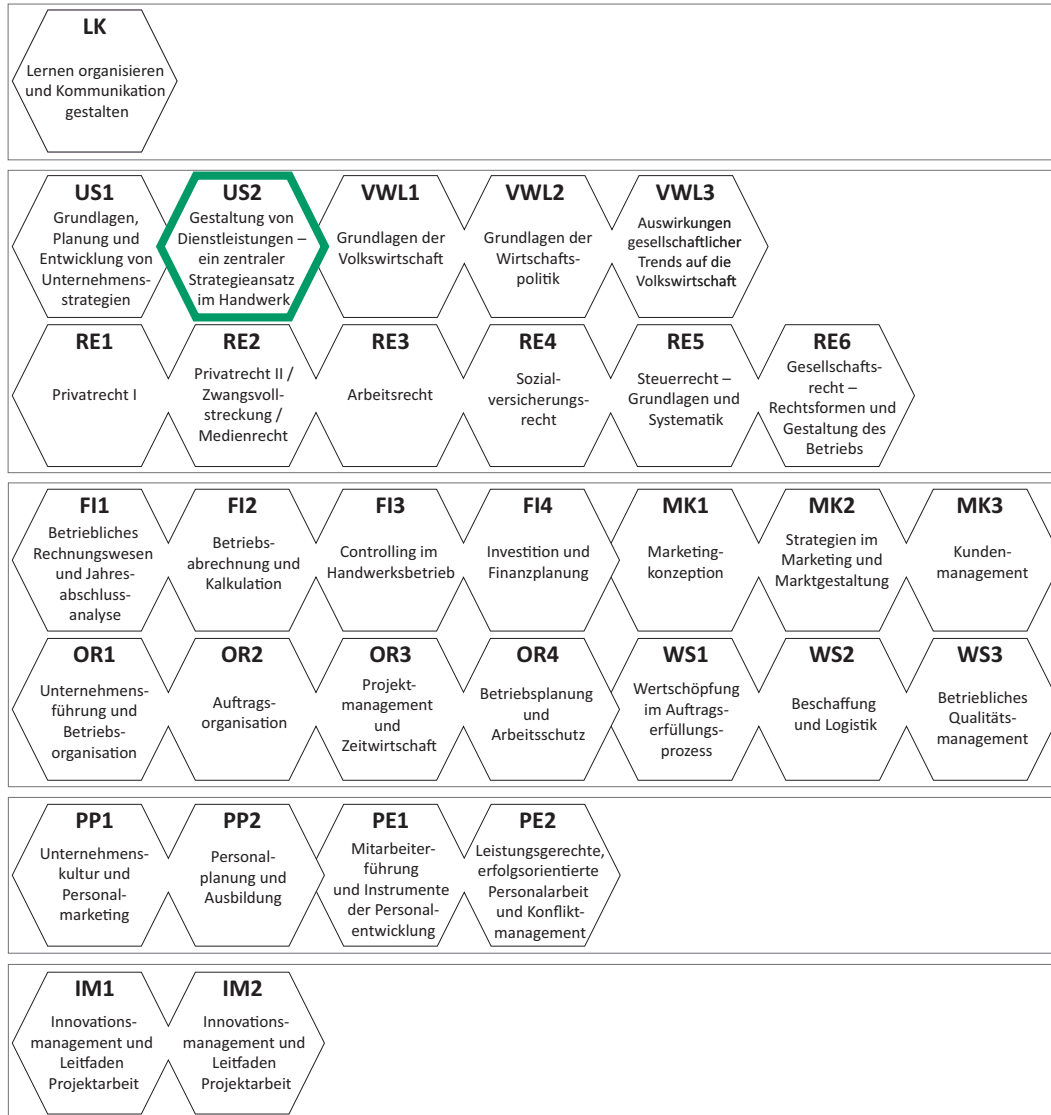 LK
Lernen organisieren
und Kommunikation
gestalten
US1
Grundlagen,
Planung und
Entwicklung von
Unternehmens-
strategien
US2
Gestaltung von
Dienstleistungen –
ein zentraler
Strategieansatz
im Handwerk
VWL1
Grundlagen der
Volkswirtschaft
VWL2
Grundlagen der
Wirtschafts-
politik
VWL3
Auswirkungen
gesellschaftlicher
Trends auf die
Volkswirtschaft
RE1
Privatrecht I
RE2
Privatrecht II /
Zwangsvoll-
streckung /
Medienrecht
RE3
Arbeitsrecht
RE4
Sozial-
versicherungs-
recht
RE5
Steuerrecht –
Grundlagen und
Systematik
RE6
Gesellschafts-
recht –
Rechtsformen und
Gestaltung des
Betriebs
FI1
Betriebliches
Rechnungswesen
und Jahres-
abschluss-
analyse
FI2
Betriebs-
abrechnung und
Kalkulation
FI3
Controlling im
Handwerksbetrieb
FI4
Investition und
Finanzplanung
MK1
Marketing-
konzeption
MK2
Strategien im
Marketing und
Marktgestaltung
MK3
Kunden-
management
OR1
Unternehmens-
führung und
Betriebs-
organisation
OR2
Auftrags-
organisation
OR3
Projekt-
management
und
Zeitwirtschaft
OR4
Betriebsplanung
und
Arbeitsschutz
WS1
Wertschöpfung
im Auftrags-
erfüllungs-
prozess
WS2
Beschaffung
und Logistik
WS3
Betriebliches
Qualitäts-
management
PP1
Unternehmens-
kultur und
Personal-
marketing
PP2
Personal-
planung und
Ausbildung
PE1
Mitarbeiter-
führung
und Instrumente
der Personal-
entwicklung
PE2
Leistungsgerechte,
erfolgsorientierte
Personalarbeit
und Konflikt-
management
IM1
Innovations-
management und
Leitfaden
Projektarbeit
IM2
Innovations-
management und
Leitfaden
Projektarbeit